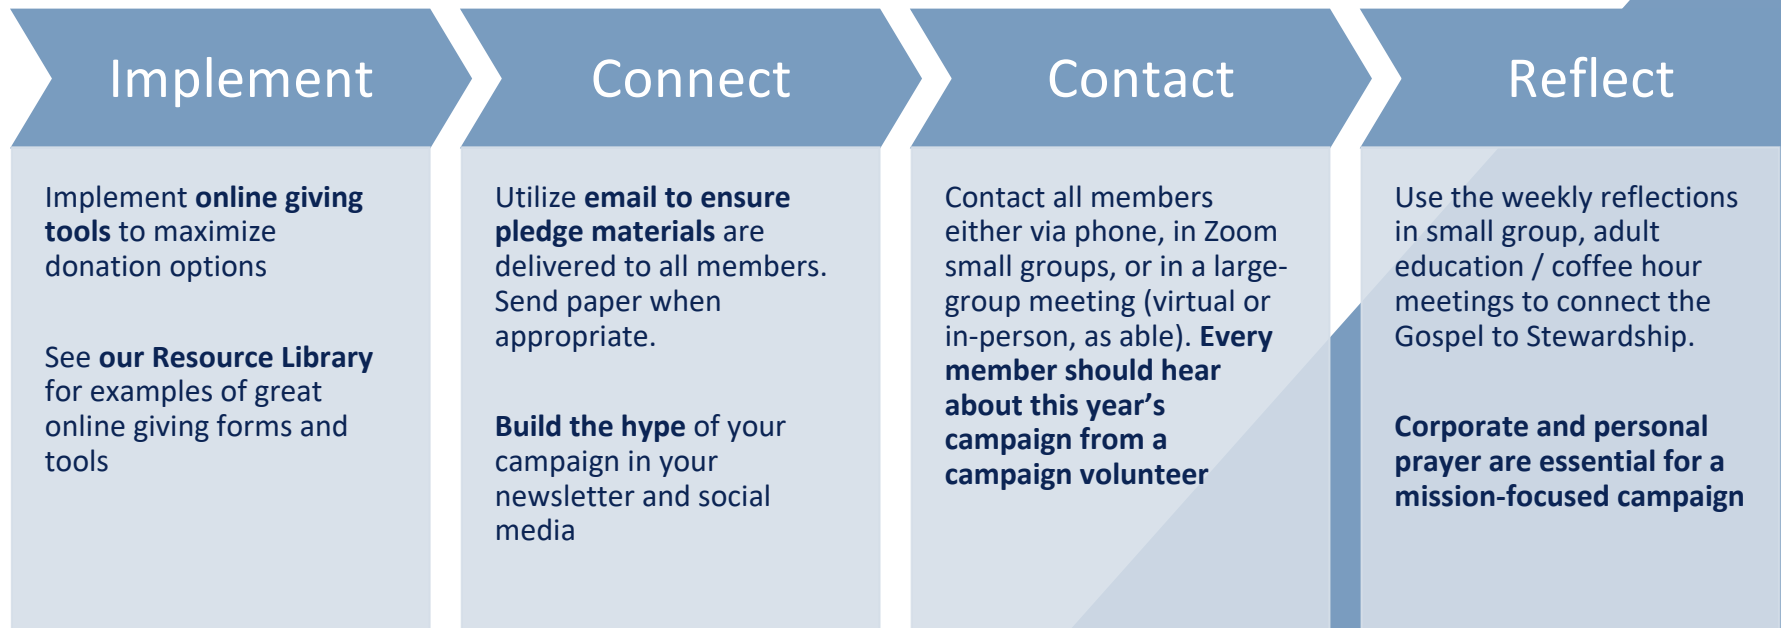 Implement
Implement online giving
tools to maximize
donation options
See our Resource Library
for examples of great
online giving forms and
tools
Connect
Utilize email to ensure
pledge materials are
delivered to all members.
Send paper when
appropriate.
Build the hype of your
campaign in your
newsletter and social
media
Contact
Contact all members
either via phone, in Zoom
small groups, or in a large-
group meeting (virtual or
in-person, as able). Every
member should hear
about this year’s
campaign from a
campaign volunteer
Reflect
Use the weekly reflections
in small group, adult
education / coffee hour
meetings to connect the
Gospel to Stewardship.
Corporate and personal
prayer are essential for a
mission-focused campaign